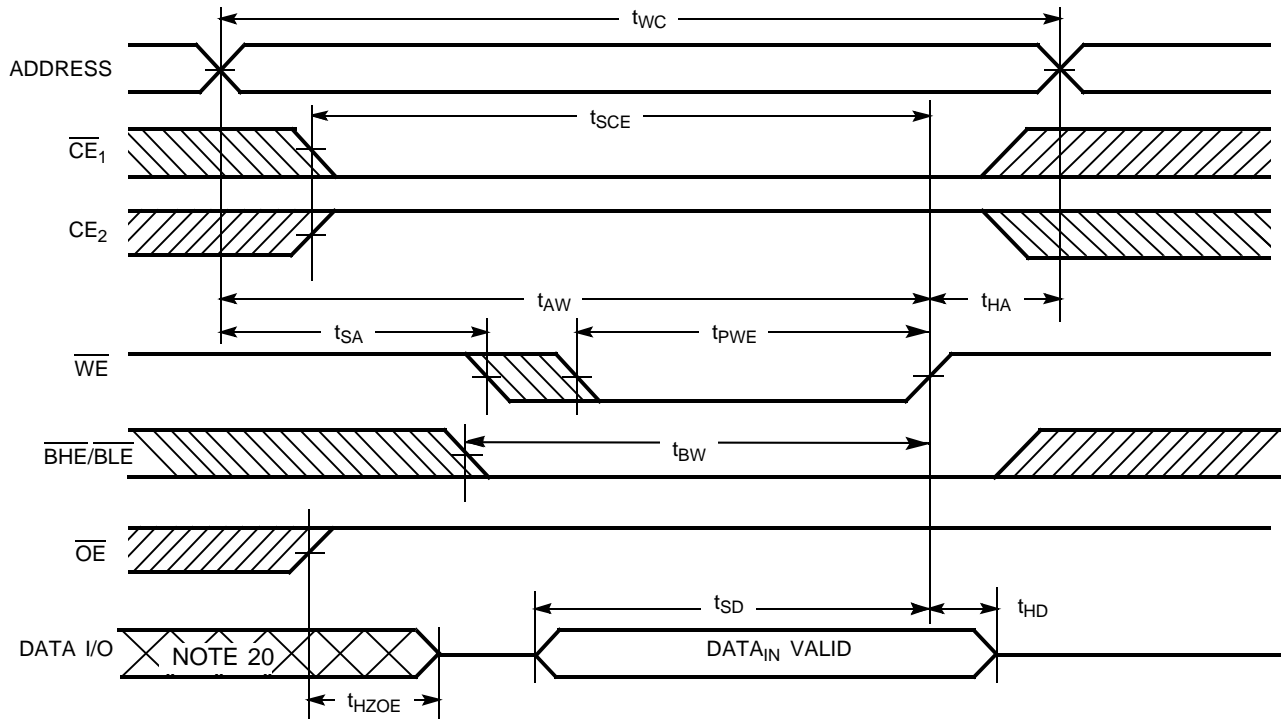 tWC
ADDRESS
tSCE
CE1
CE2
tAW
tHA
tSA
tPWE
WE
BHE/BLE
tBW
OE
tSD
tHD
DATA I/O
NOTE 20
DATAIN VALID
tHZOE